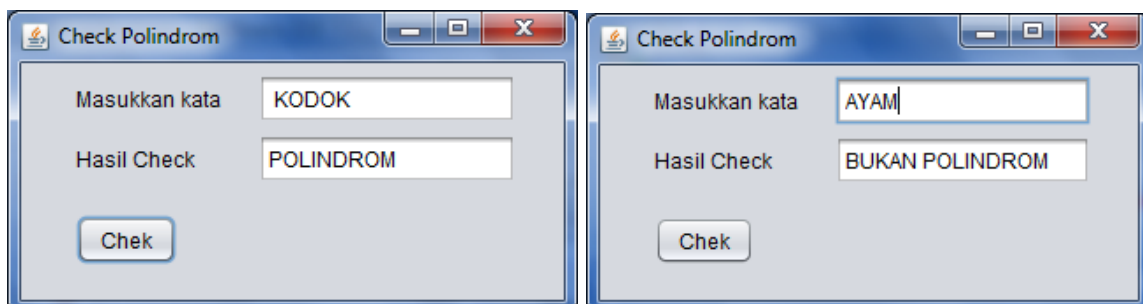 Check Polindrom
Masukkan kata KODOK
Hasil Check POLINDROM
Chek
Check Polindrom
Masukkan kata AYAM
Hasil Check BUKAN POLINDROM
Chek